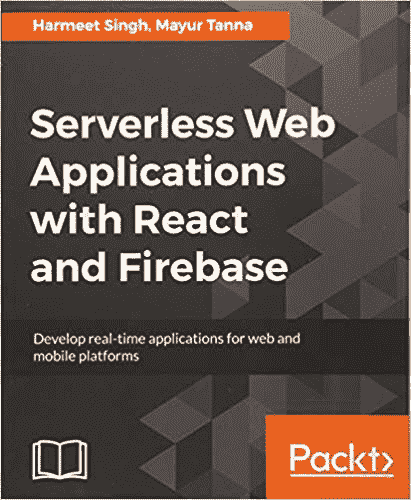 Harmeet Singh, Mayur Tanna
Serverless Web
Applications
with React
and Firebase
Develop real-time applications for web and
mobile platforms
Packt>